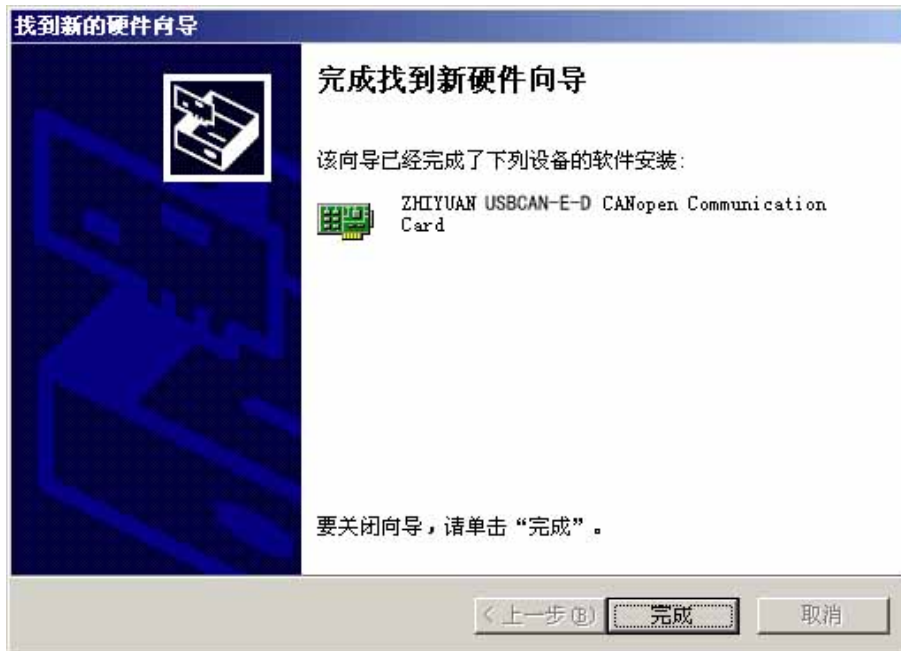 找到新的硬件向导
完成找到新硬件向导
该向导已经完成了下列设备的软件安装:
ZHIYUAN USBCAN-E-D CANopen Communication
Card
要关闭向导，请单击“完成”。
< 上一步(B)
完成
取消